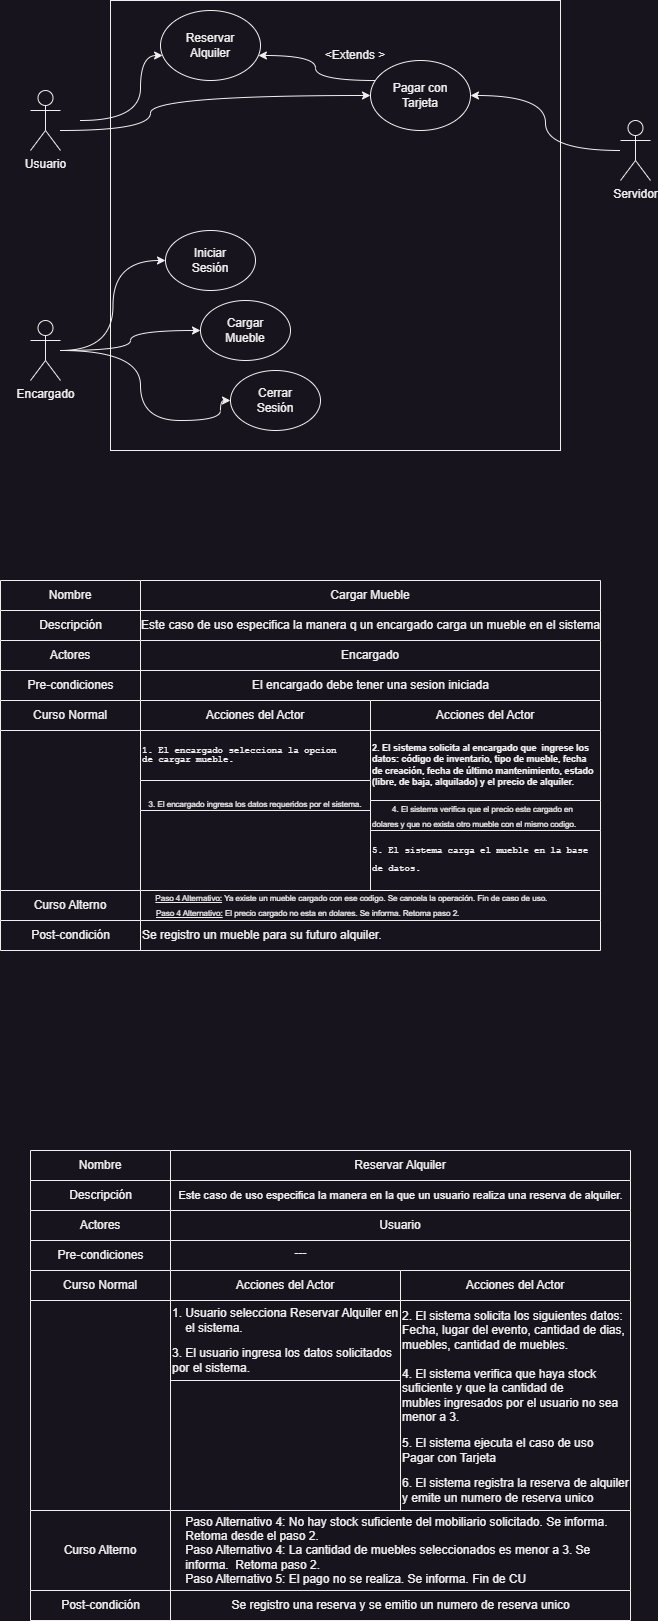 Reservar
Alquiler
<Extends >
Pagar con
Tarjeta
Usuario
Servidor
Iniciar
Sesión
Cargar
Mueble
Encargado
Cerrar
Sesión
Nombre
Cargar Mueble
Descripción
Este caso de uso especifica la manera q un encargado carga un mueble en el sistema
Actores
Encargado
Pre-condiciones
El encargado debe tener una sesion iniciada
Curso Normal
Acciones del Actor
Acciones del Actor
1. El encargado selecciona la opcion
de cargar mueble.
2. El sistema solicita al encargado que ingrese los
datos: código de inventario, tipo de mueble, fecha
de creación, fecha de último mantenimiento, estado
(libre, de baja, alquilado) y el precio de alquiler.
3. El encargado ingresa los datos requeridos por el sistema.
4. El sistema verifica que el precio este cargado en
dolares y que no exista otro mueble con el mismo codigo.
5. El sistema carga el mueble en la base
de datos.
Curso Alterno
Paso 4 Alternativo: Ya existe un mueble cargado con ese codigo. Se cancela la operación. Fin de caso de uso.
Paso 4 Alternativo: El precio cargado no esta en dolares. Se informa. Retoma paso 2.
Post-condición
Se registro un mueble para su futuro alquiler.
Nombre
Reservar Alquiler
Descripción
Este caso de uso especifica la manera en la que un usuario realiza una reserva de alquiler.
Actores
Usuario
Pre-condiciones
---
Curso Normal
Acciones del Actor
Acciones del Actor
1. Usuario selecciona Reservar Alquiler en
el sistema.
3. El usuario ingresa los datos solicitados
por el sistema.
2. El sistema solicita los siguientes datos:
Fecha, lugar del evento, cantidad de dias,
muebles, cantidad de muebles.
4. El sistema verifica que haya stock
suficiente y que la cantidad de
mubles ingresados por el usuario no sea
menor a 3.
5. El sistema ejecuta el caso de uso
Pagar con Tarjeta
6. El sistema registra la reserva de alquiler
y emite un numero de reserva unico
Curso Alterno
Paso Alternativo 4: No hay stock suficiente del mobiliario solicitado. Se informa.
Retoma desde el paso 2.
Paso Alternativo 4: La cantidad de muebles seleccionados es menor a 3. Se
informa. Retoma paso 2.
Paso Alternativo 5: El pago no se realiza. Se informa. Fin de CU
Post-condición
Se registro una reserva y se emitio un numero de reserva unico